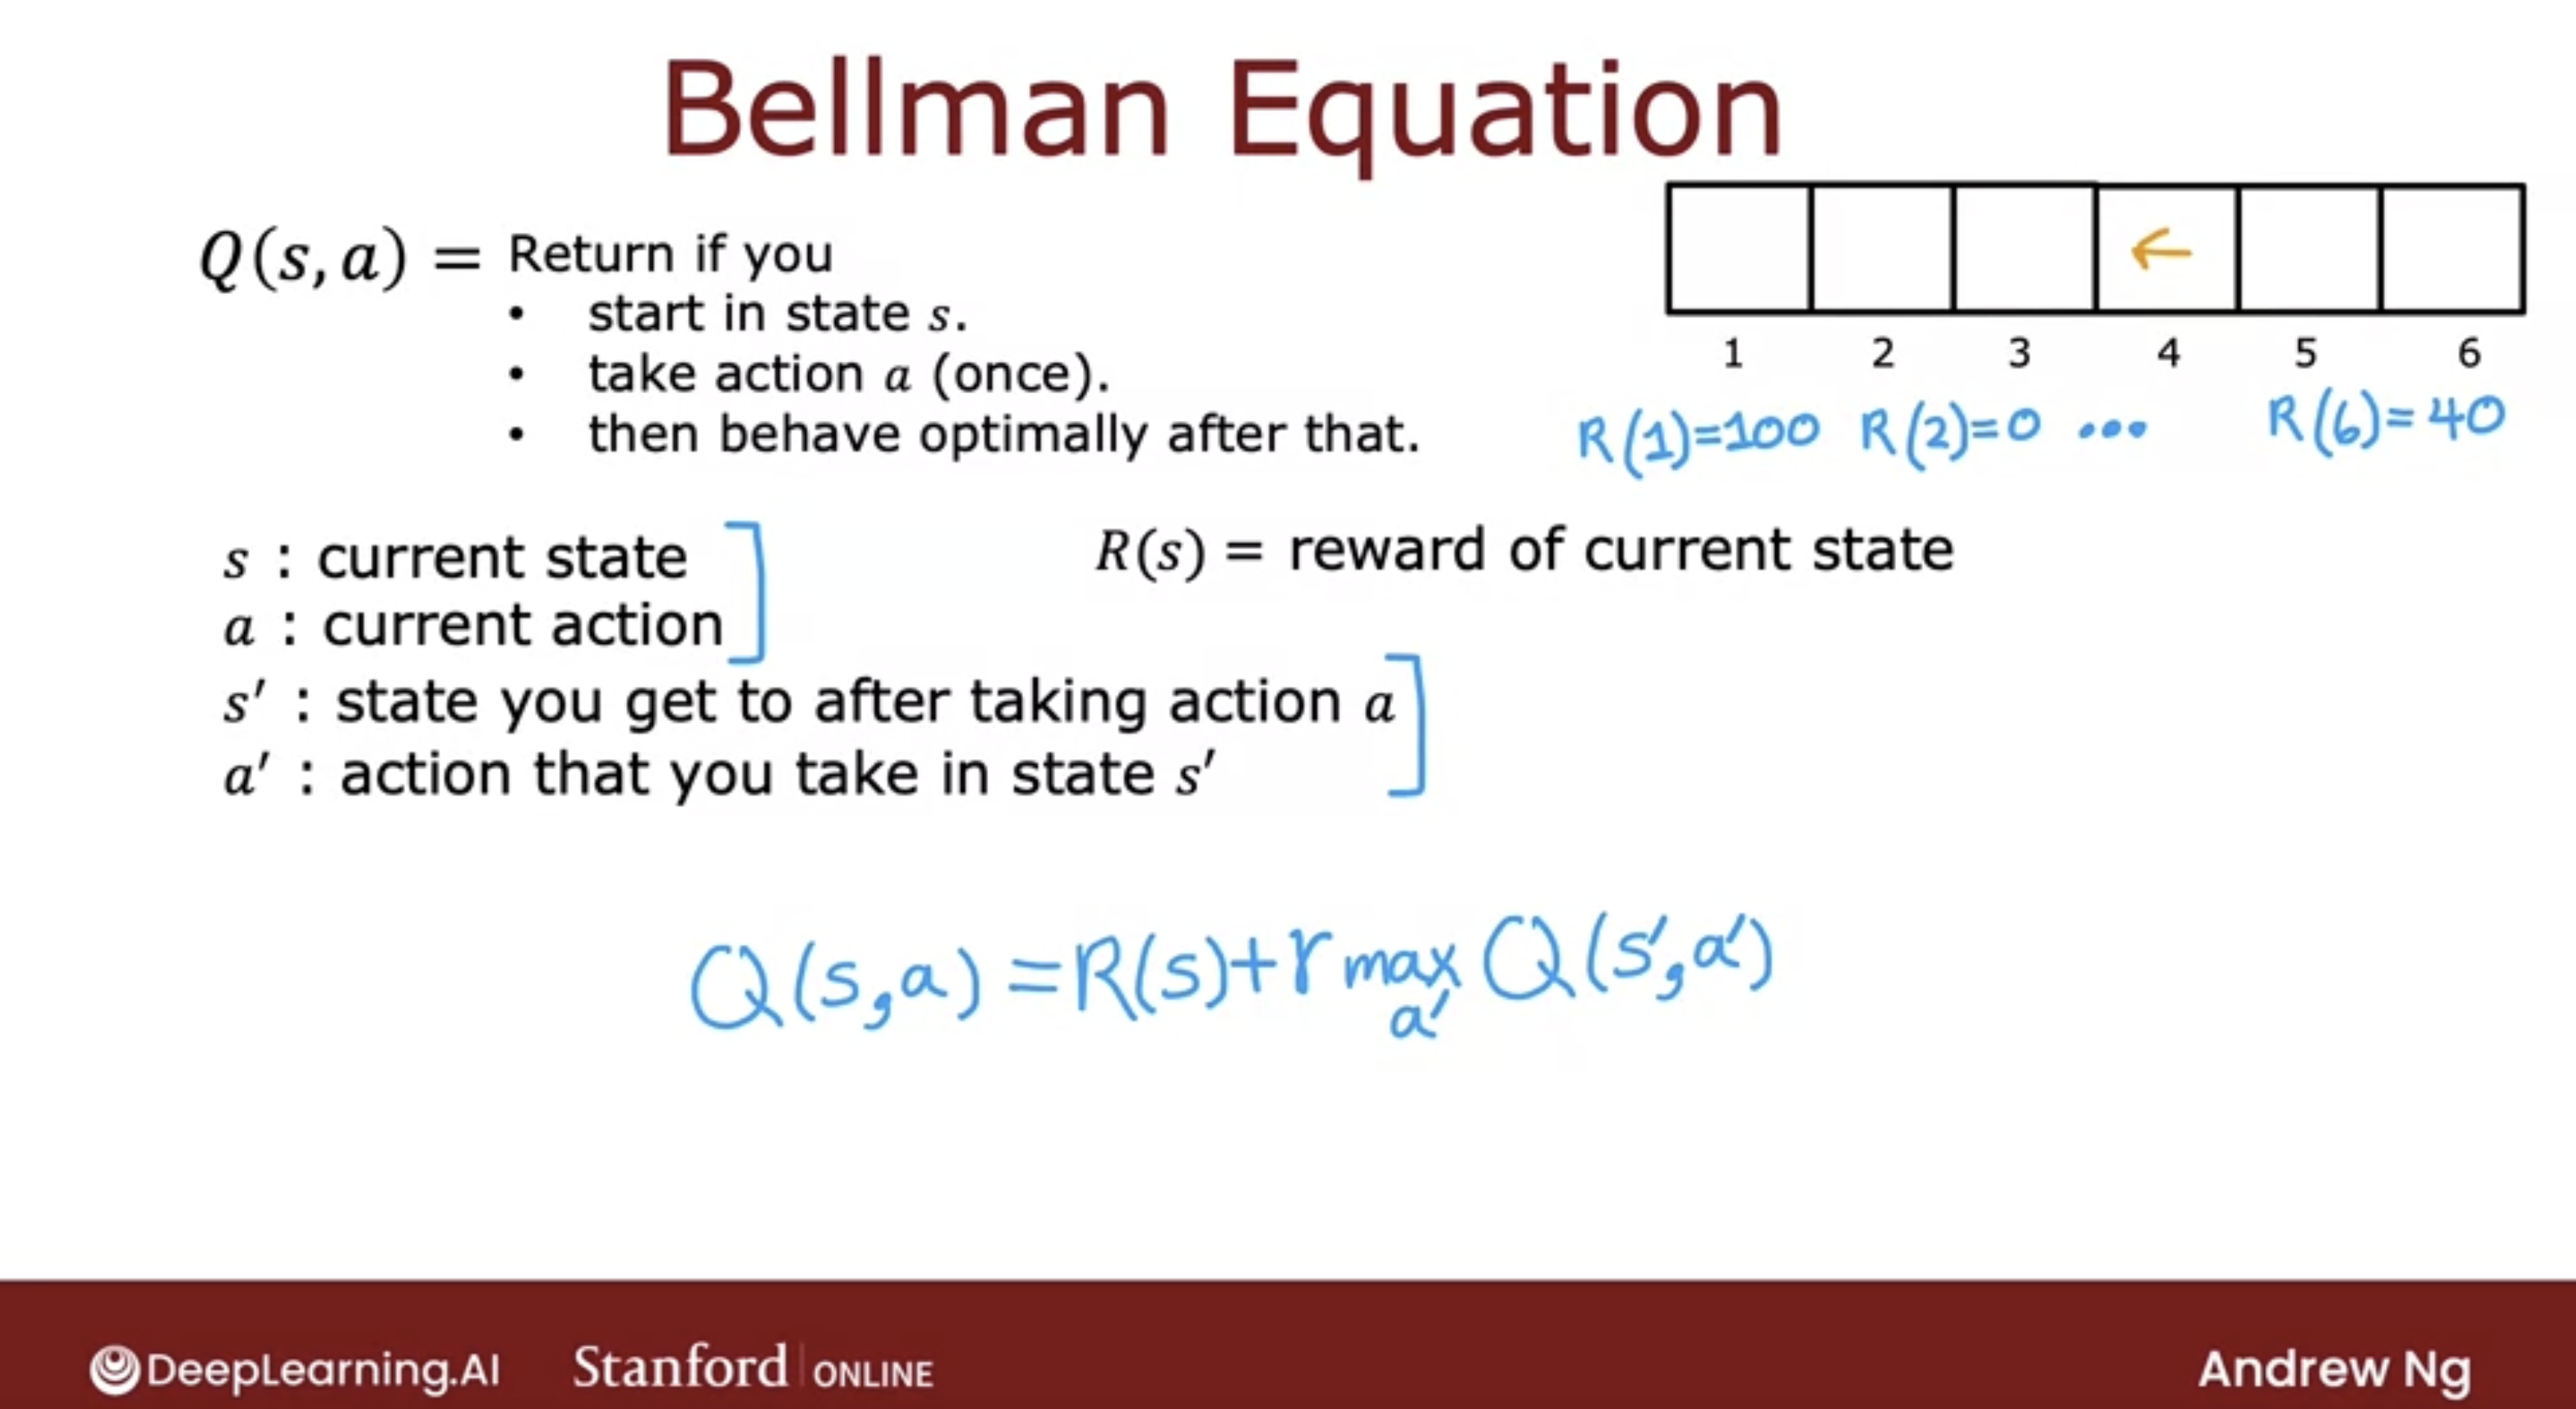 Bellman Equation
Q(s,a) = Return if you
• start in state s.
• take action a (once).
• then behave optimally after that.
←
1 2 3 4 5 6
R(1)=100 R(2)=0 ... R(6)=40
s : current state
a : current action
R(s) = reward of current state
s′ : state you get to after taking action a
a′ : action that you take in state s′
Q(s,a) =R(s)+γ max Q(s′,a′)
a′
DeepLearning.AI Stanford | ONLINE Andrew Ng